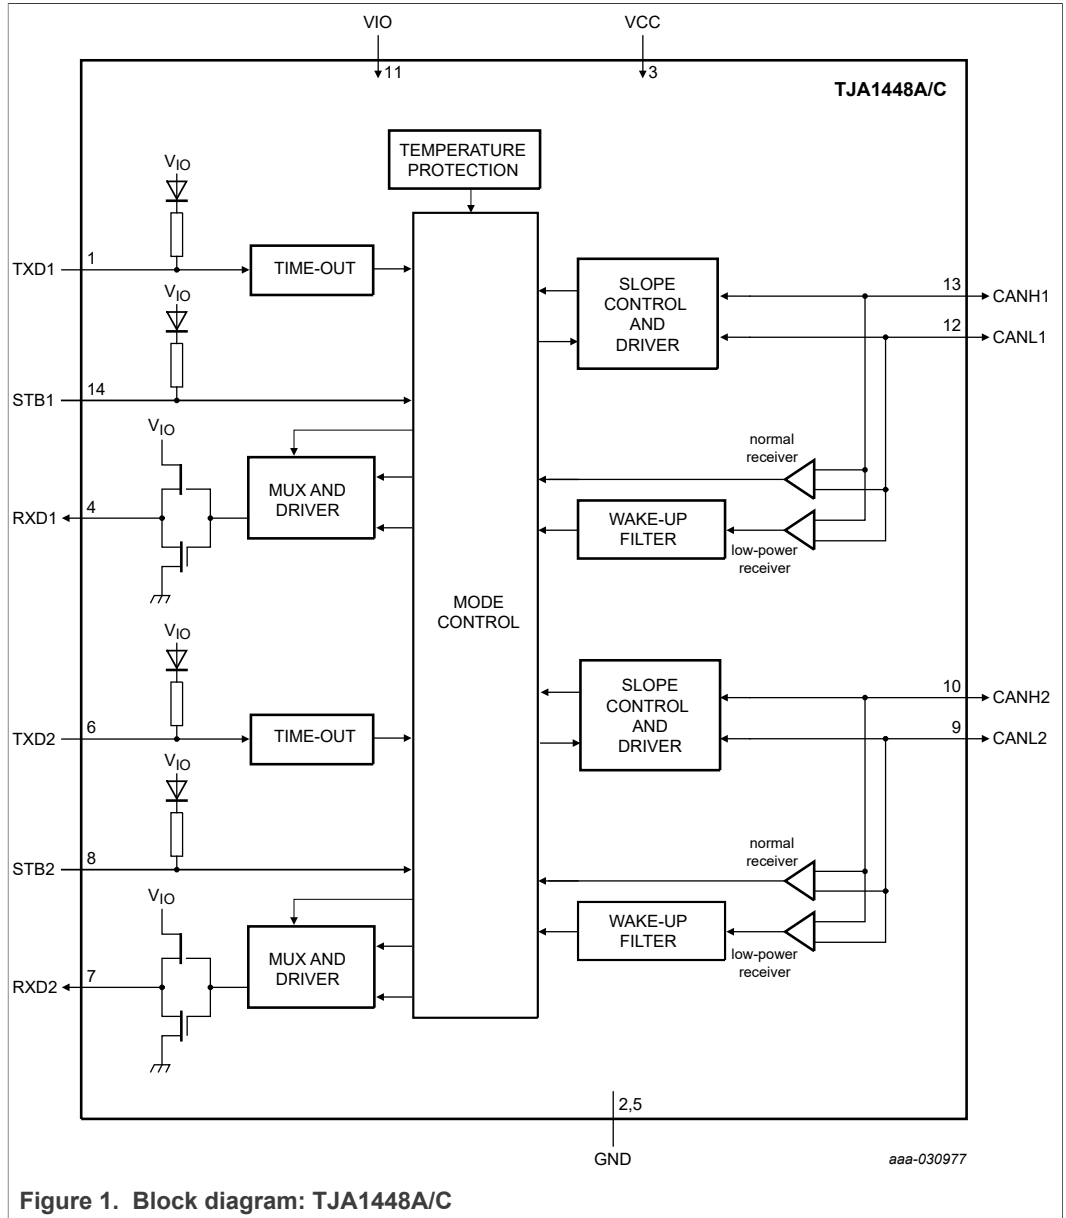 VIO
VCC
11
3
TJA1448A/C
TEMPERATURE
PROTECTION
VIO
TXD1
1
TIME-OUT
SLOPE
CONTROL
AND
DRIVER
13
CANH1
12
CANL1
VIO
STB1
14
VIO
MUX AND
DRIVER
RXD1
4
normal
receiver
WAKE-UP
FILTER
low-power
receiver
MODE
CONTROL
VIO
TXD2
6
TIME-OUT
SLOPE
CONTROL
AND
DRIVER
10
CANH2
9
CANL2
VIO
STB2
8
VIO
MUX AND
DRIVER
RXD2
7
normal
receiver
WAKE-UP
FILTER
low-power
receiver
2,5
GND
aaa-030977
Figure 1. Block diagram: TJA1448A/C